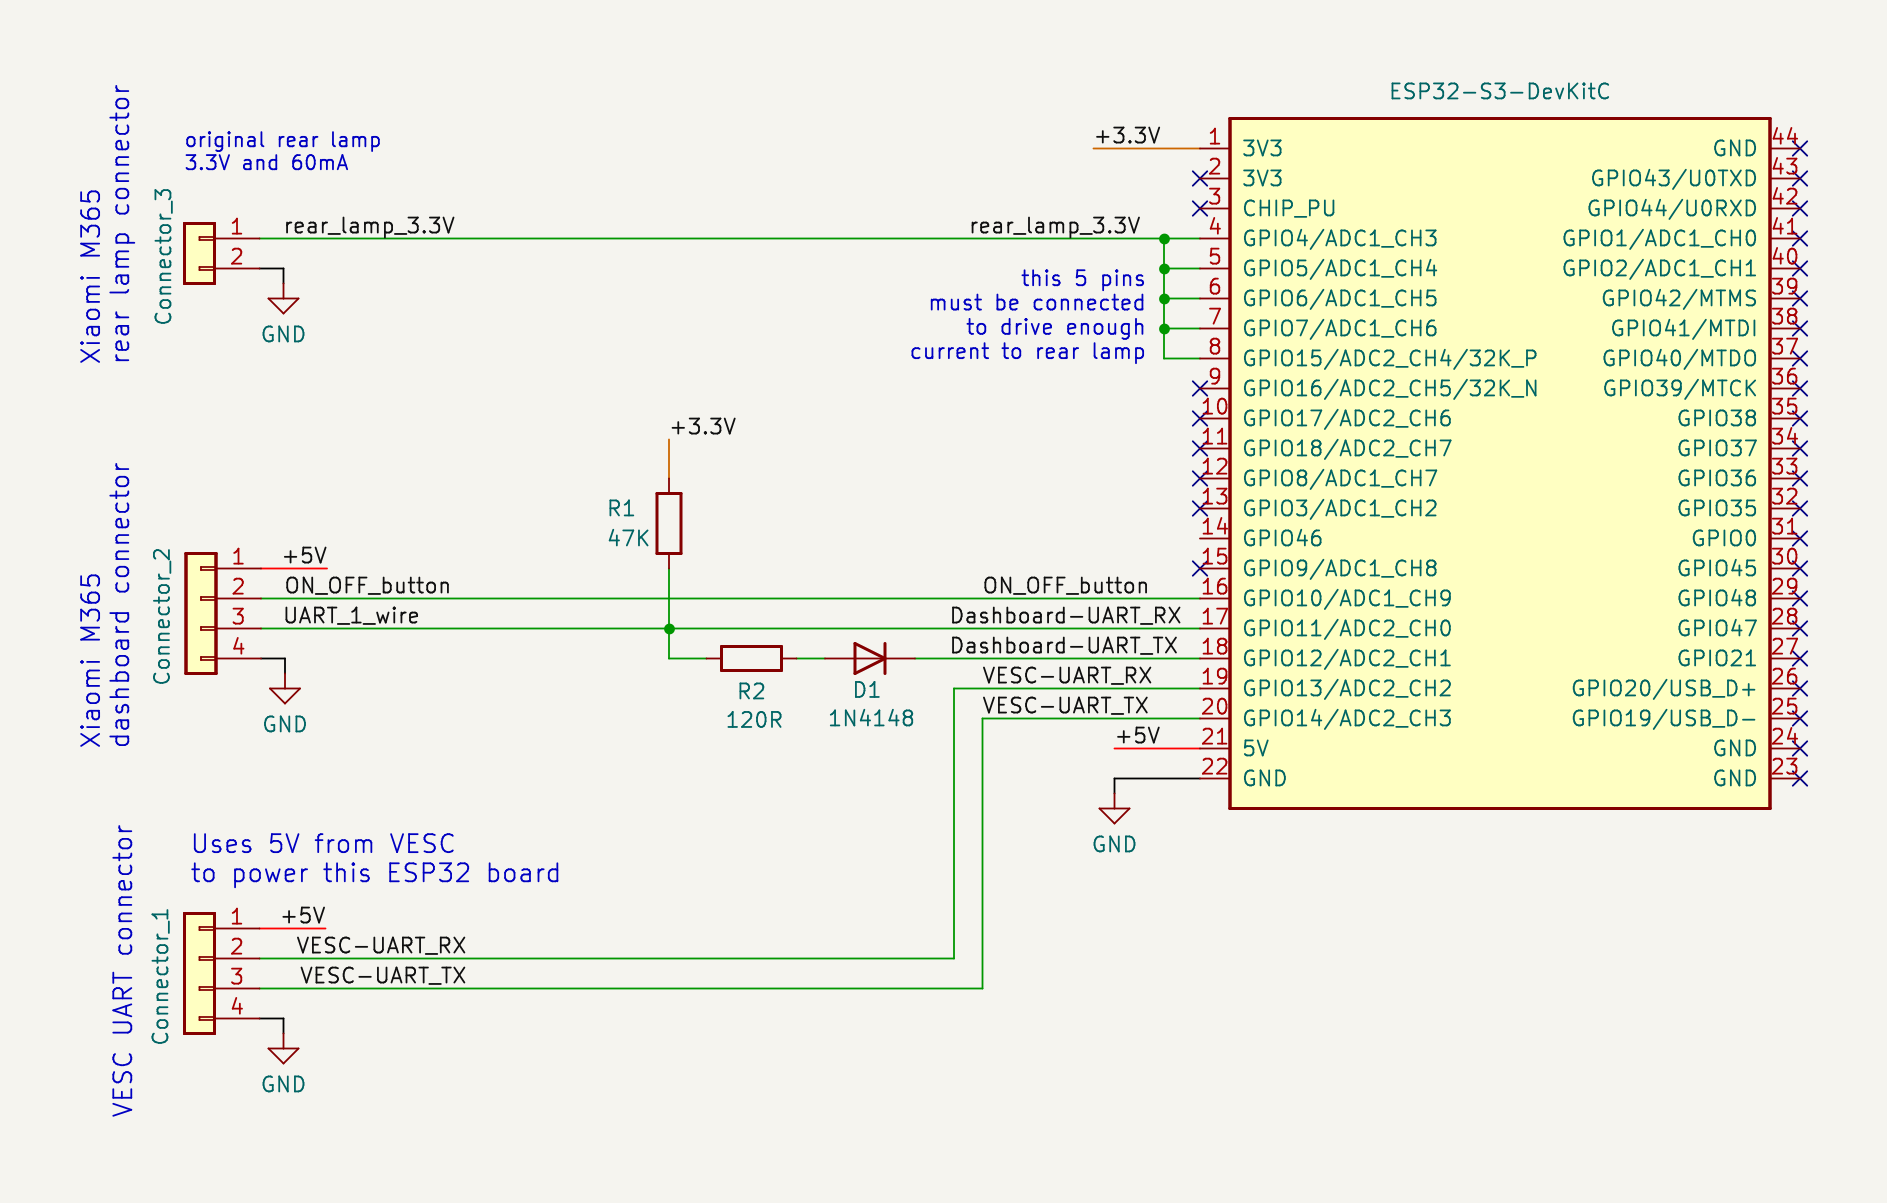 Xiaomi M365
rear lamp connector
Connector_3
original rear lamp
3.3V and 60mA
1
2
rear_lamp_3.3V
GND
rear_lamp_3.3V
this 5 pins
must be connected
to drive enough
current to rear lamp
Xiaomi M365
dashboard connector
Connector_2
1
2
3
4
+5V
ON_OFF_button
UART_1_wire
GND
+3.3V
R1
47K
R2
120R
D1
1N4148
ON_OFF_button
Dashboard-UART_RX
Dashboard-UART_TX
VESC-UART_RX
VESC-UART_TX
+5V
GND
VESC UART connector
Connector_1
Uses 5V from VESC
to power this ESP32 board
1
2
3
4
+5V
VESC-UART_RX
VESC-UART_TX
GND
ESP32-S3-DevKitC
+3.3V
1 3V3
2 3V3
3 CHIP_PU
4 GPIO4/ADC1_CH3
5 GPIO5/ADC1_CH4
6 GPIO6/ADC1_CH5
7 GPIO7/ADC1_CH6
8 GPIO15/ADC2_CH4/32K_P
9 GPIO16/ADC2_CH5/32K_N
10 GPIO17/ADC2_CH6
11 GPIO18/ADC2_CH7
12 GPIO8/ADC1_CH7
13 GPIO3/ADC1_CH2
14 GPIO46
15 GPIO9/ADC1_CH8
16 GPIO10/ADC1_CH9
17 GPIO11/ADC2_CH0
18 GPIO12/ADC2_CH1
19 GPIO13/ADC2_CH2
20 GPIO14/ADC2_CH3
21 5V
22 GND
GND 44
GPIO43/U0TXD 43
GPIO44/U0RXD 42
GPIO1/ADC1_CH0 41
GPIO2/ADC1_CH1 40
GPIO42/MTMS 39
GPIO41/MTDI 38
GPIO40/MTDO 37
GPIO39/MTCK 36
GPIO38 35
GPIO37 34
GPIO36 33
GPIO35 32
GPIO0 31
GPIO45 30
GPIO48 29
GPIO47 28
GPIO21 27
GPIO20/USB_D+ 26
GPIO19/USB_D- 25
GND 24
GND 23